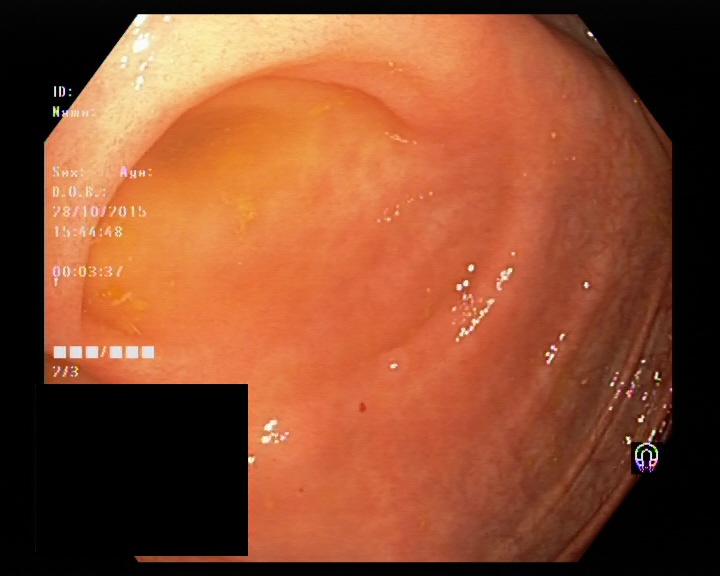 ID:
Name:
Sex: Age:
D.O.B.:
28/10/2015
15:44:48
00:03:37
■■■/■■■
2/3